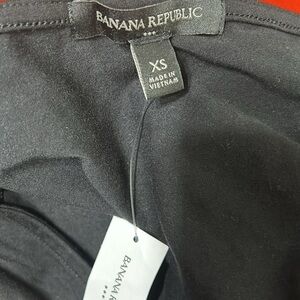 BANANA REPUBLIC
XS
MADE IN
VIETNAM
BANANA R